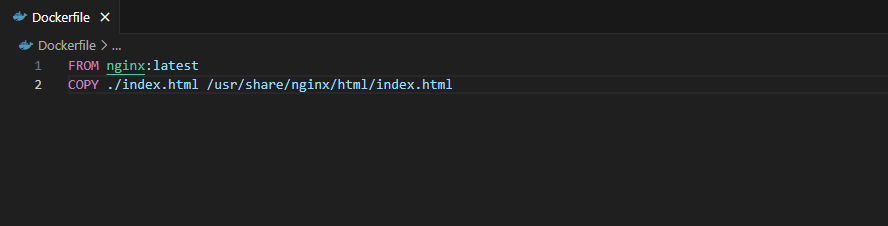 Dockerfile ×
Dockerfile > ...
1 FROM nginx:latest
2 COPY ./index.html /usr/share/nginx/html/index.html